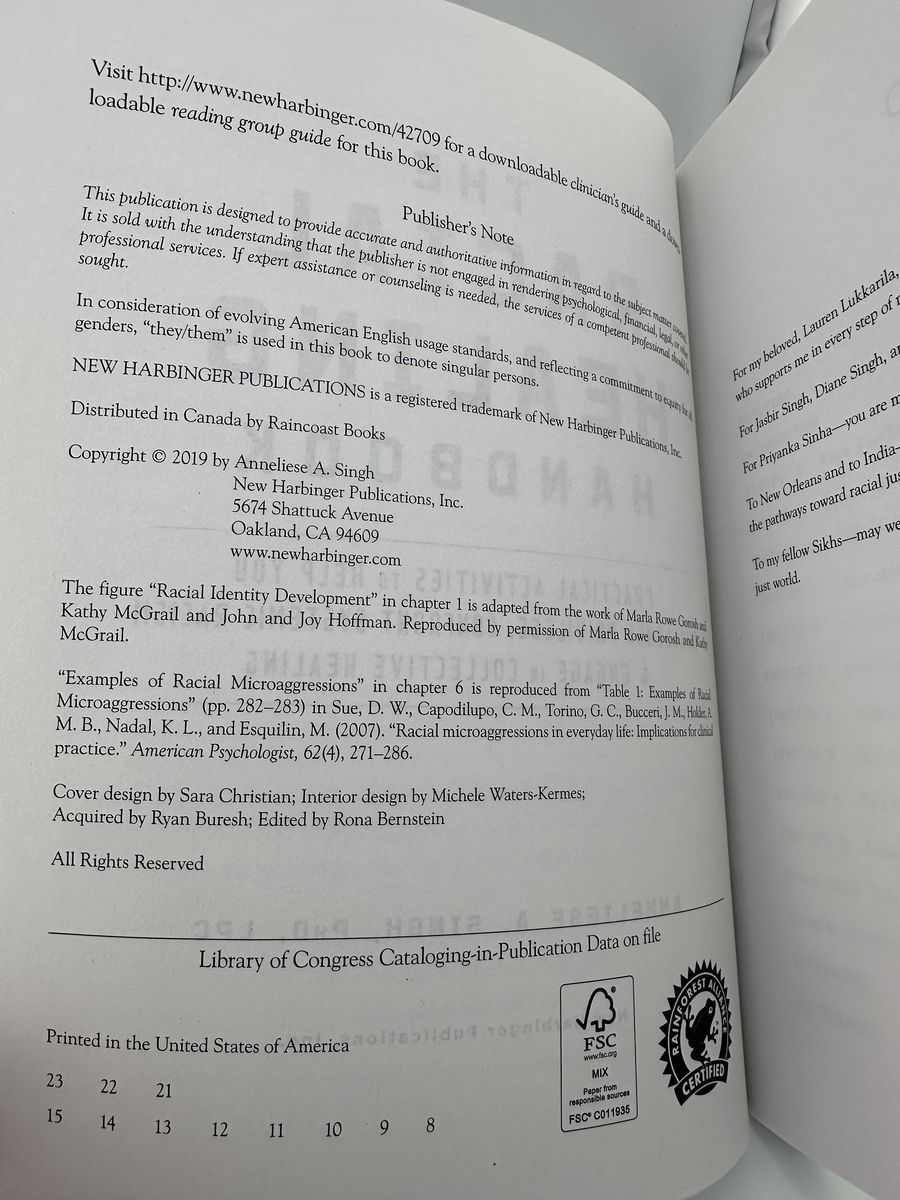 Visit http://www.newharbinger.com/42709 for a downloadable clinician's guide and a down-
loadable reading group guide for this book.
Publisher's Note
This publication is designed to provide accurate and authoritative information in regard to the subject matter covered.
It is sold with the understanding that the publisher is not engaged in rendering psychological, financial, legal, or other
professional services. If expert assistance or counseling is needed, the services of a competent professional should be
sought.
In consideration of evolving American English usage standards, and reflecting a commitment to equity for all
genders, “they/them” is used in this book to denote singular persons.
NEW HARBINGER PUBLICATIONS is a registered trademark of New Harbinger Publications, Inc.
Distributed in Canada by Raincoast Books
Copyright © 2019 by Anneliese A. Singh
New Harbinger Publications, Inc.
5674 Shattuck Avenue
Oakland, CA 94609
www.newharbinger.com
The figure “Racial Identity Development” in chapter 1 is adapted from the work of Marla Rowe Gorosh and
Kathy McGrail and John and Joy Hoffman. Reproduced by permission of Marla Rowe Gorosh and Kathy
McGrail.
“Examples of Racial Microaggressions” in chapter 6 is reproduced from “Table 1: Examples of Racial
Microaggressions” (pp. 282–283) in Sue, D. W., Capodilupo, C. M., Torino, G. C., Bucceri, J. M., Holder, A.
M. B., Nadal, K. L., and Esquilin, M. (2007). “Racial microaggressions in everyday life: Implications for clinical
practice.” American Psychologist, 62(4), 271–286.
Cover design by Sara Christian; Interior design by Michele Waters-Kermes;
Acquired by Ryan Buresh; Edited by Rona Bernstein
All Rights Reserved
Library of Congress Cataloging-in-Publication Data on file
FSC
www.fsc.org
MIX
Paper from
responsible sources
FSC® C011935
RAINFOREST ALLIANCE
CERTIFIED
Printed in the United States of America
23 22 21
15 14 13 12 11 10 9 8
For my beloved, Lauren Lukkarila,
who supports me in every step of
For Jasbir Singh, Diane Singh,
For Priyanka Sinha—you are
To New Orleans and to India—
the pathways toward racial
To my fellow Sikhs—may we
just world.